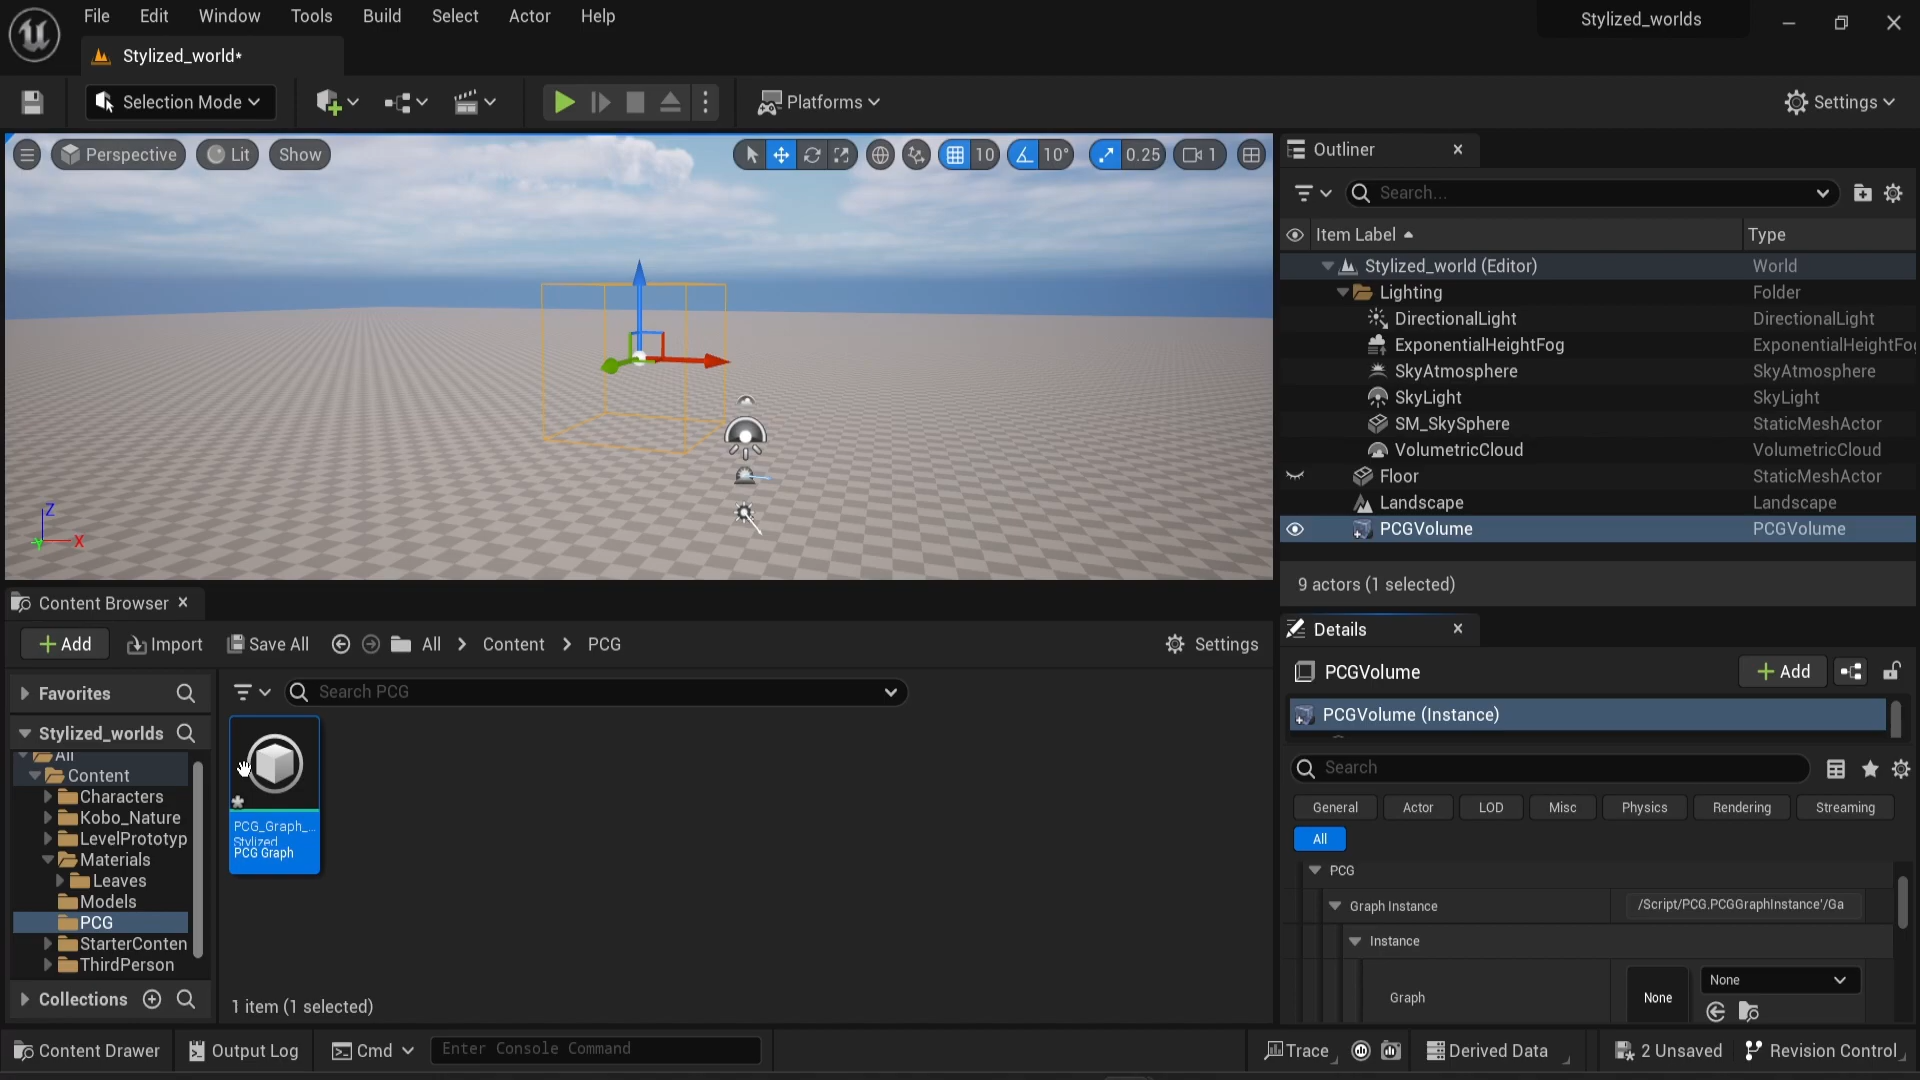 File Edit Window Tools Build Select Actor Help
Stylized_worlds
Stylized_world*
Selection Mode
Platforms
Settings
Perspective Lit Show
10 10° 0.25 1
Z
X
Y
Outliner
Search...
Item Label Type
Stylized_world (Editor) World
Lighting Folder
DirectionalLight DirectionalLight
ExponentialHeightFog ExponentialHeightFo
SkyAtmosphere SkyAtmosphere
SkyLight SkyLight
SM_SkySphere StaticMeshActor
VolumetricCloud VolumetricCloud
Floor StaticMeshActor
Landscape Landscape
PCGVolume PCGVolume
9 actors (1 selected)
Content Browser
Add Import Save All All Content PCG Settings
Favorites
Stylized_worlds
All
Content
Characters
Kobo_Nature
LevelPrototyp
Materials
Leaves
Models
PCG
StarterConten
ThirdPerson
Collections
Search PCG
PCG_Graph_...
Stylized
PCG Graph
1 item (1 selected)
Details
PCGVolume
Add
PCGVolume (Instance)
Search
General Actor LOD Misc Physics Rendering Streaming
All
PCG
Graph Instance /Script/PCG.PCGGraphInstance'/Ga
Instance
Graph None None
Content Drawer Output Log Cmd Enter Console Command
Trace Derived Data 2 Unsaved Revision Control